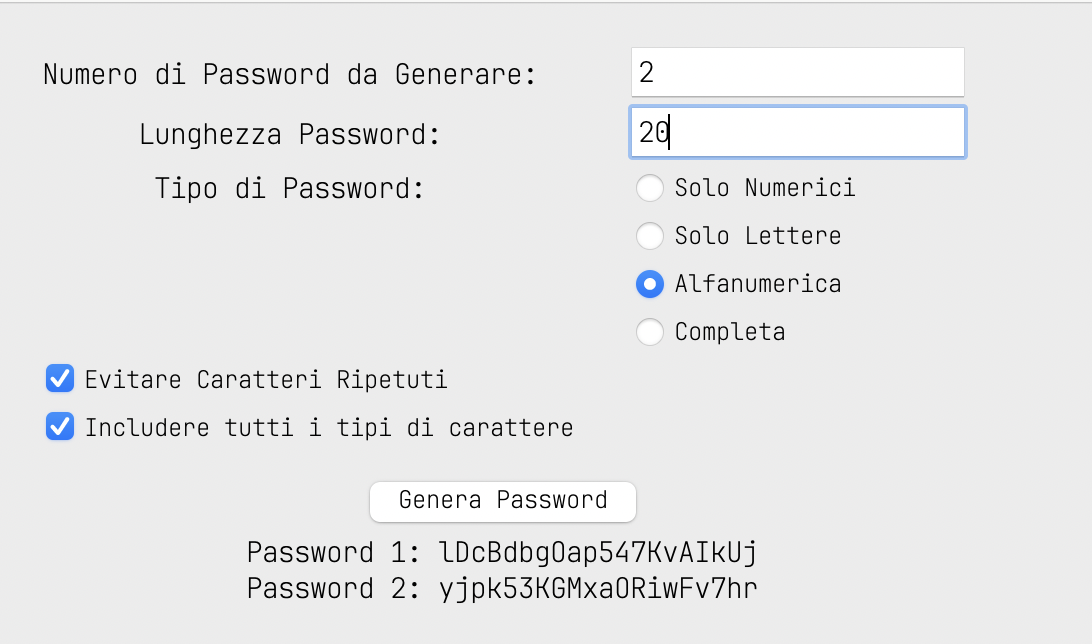 Numero di Password da Generare: 2
Lunghezza Password: 20
Tipo di Password: Solo Numerici
Solo Lettere
Alfanumerica
Completa
Evitare Caratteri Ripetuti
Includere tutti i tipi di carattere
Genera Password
Password 1: lDcBdbgOap547KvAIkUj
Password 2: yjpk53KGMxaORiwFv7hr